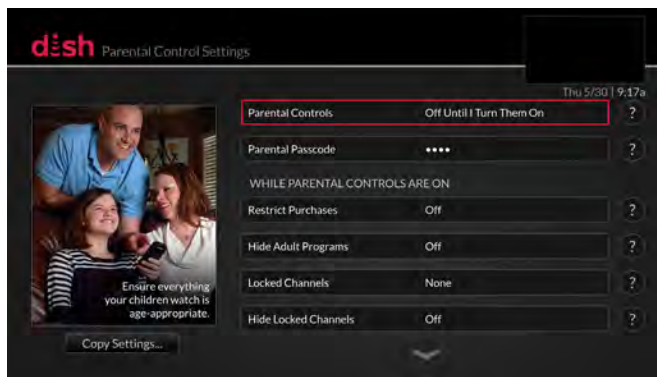 dish Parental Control Settings
Thu 5/30 | 9:17a
Parental Controls Off Until I Turn Them On ?
Parental Passcode •••• ?
WHILE PARENTAL CONTROLS ARE ON
Restrict Purchases Off ?
Hide Adult Programs Off ?
Locked Channels None ?
Hide Locked Channels Off ?
Ensure everything
your children watch is
age-appropriate.
Copy Settings...